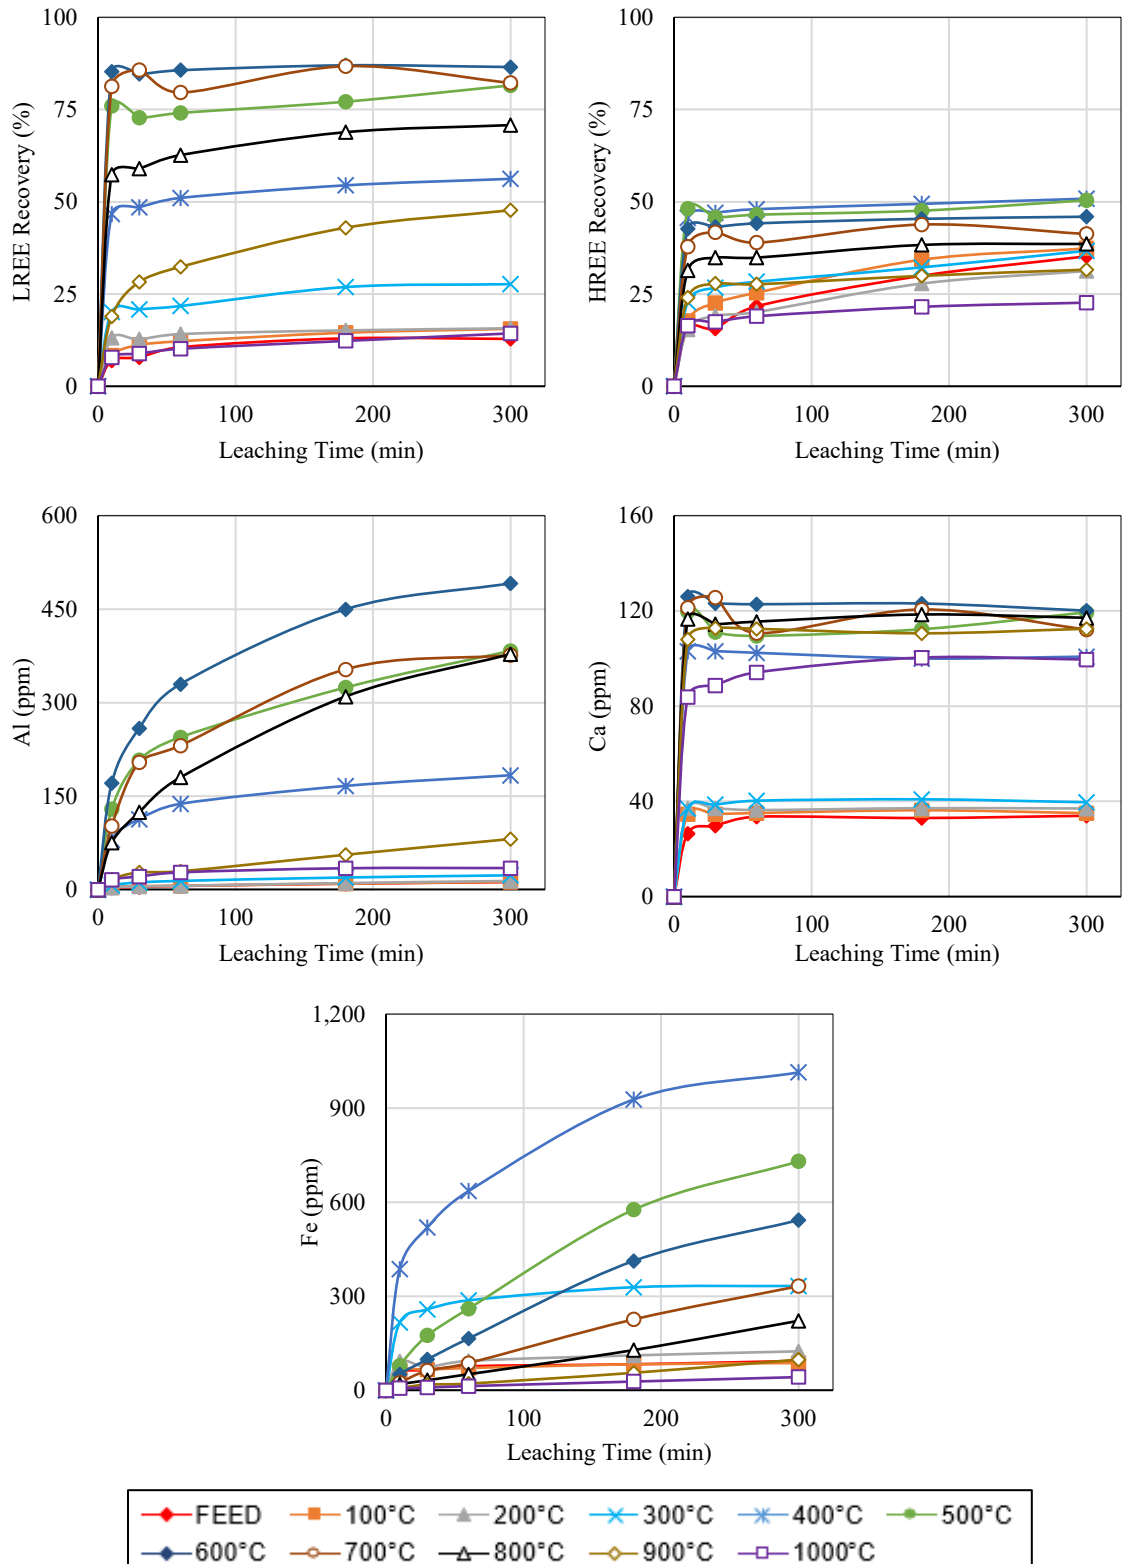 100
75
50
25
0
LREE Recovery (%)
0 100 200 300
Leaching Time (min)
100
75
50
25
0
HREE Recovery (%)
0 100 200 300
Leaching Time (min)
600
450
300
150
0
Al (ppm)
0 100 200 300
Leaching Time (min)
160
120
80
40
0
Ca (ppm)
0 100 200 300
Leaching Time (min)
1,200
900
600
300
0
Fe (ppm)
0 100 200 300
Leaching Time (min)
FEED 100°C 200°C 300°C 400°C 500°C
600°C 700°C 800°C 900°C 1000°C